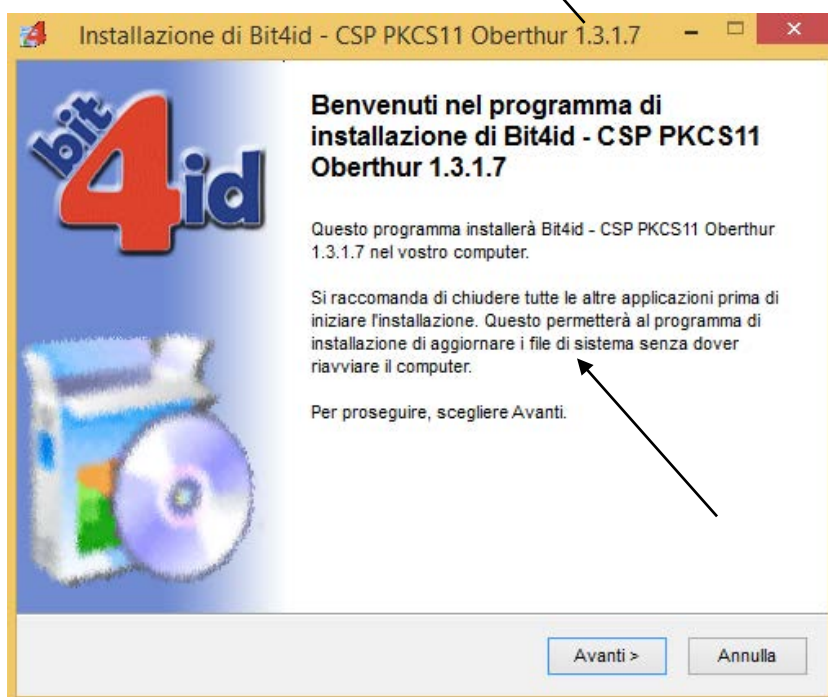 Installazione di Bit4id - CSP PKCS11 Oberthur 1.3.1.7
bit
4id
Benvenuti nel programma di
installazione di Bit4id - CSP PKCS11
Oberthur 1.3.1.7
Questo programma installerà Bit4id - CSP PKCS11 Oberthur
1.3.1.7 nel vostro computer.
Si raccomanda di chiudere tutte le altre applicazioni prima di
iniziare l'installazione. Questo permetterà al programma di
installazione di aggiornare i file di sistema senza dover
riavviare il computer.
Per proseguire, scegliere Avanti.
Avanti >
Annulla